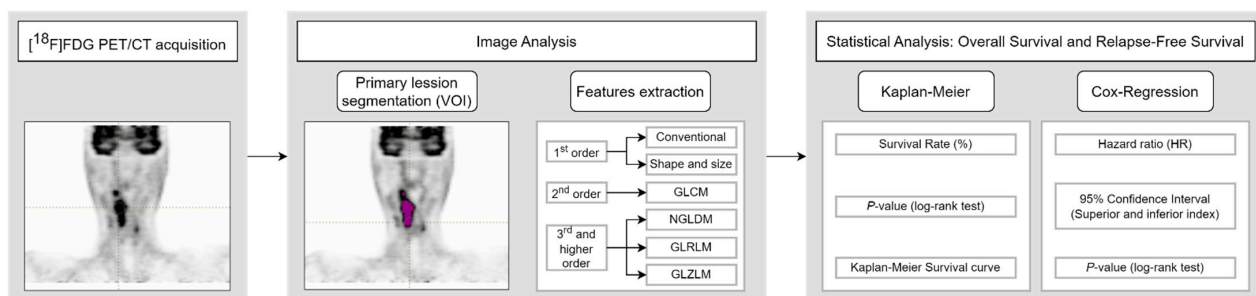 [¹⁸F]FDG PET/CT acquisition
Image Analysis
Primary lession
segmentation (VOI)
Features extraction
1st order
Conventional
Shape and size
2nd order
GLCM
3rd and
higher
order
NGLDM
GLRLM
GLZLM
Statistical Analysis: Overall Survival and Relapse-Free Survival
Kaplan-Meier
Survival Rate (%)
P-value (log-rank test)
Kaplan-Meier Survival curve
Cox-Regression
Hazard ratio (HR)
95% Confidence Interval
(Superior and inferior index)
P-value (log-rank test)